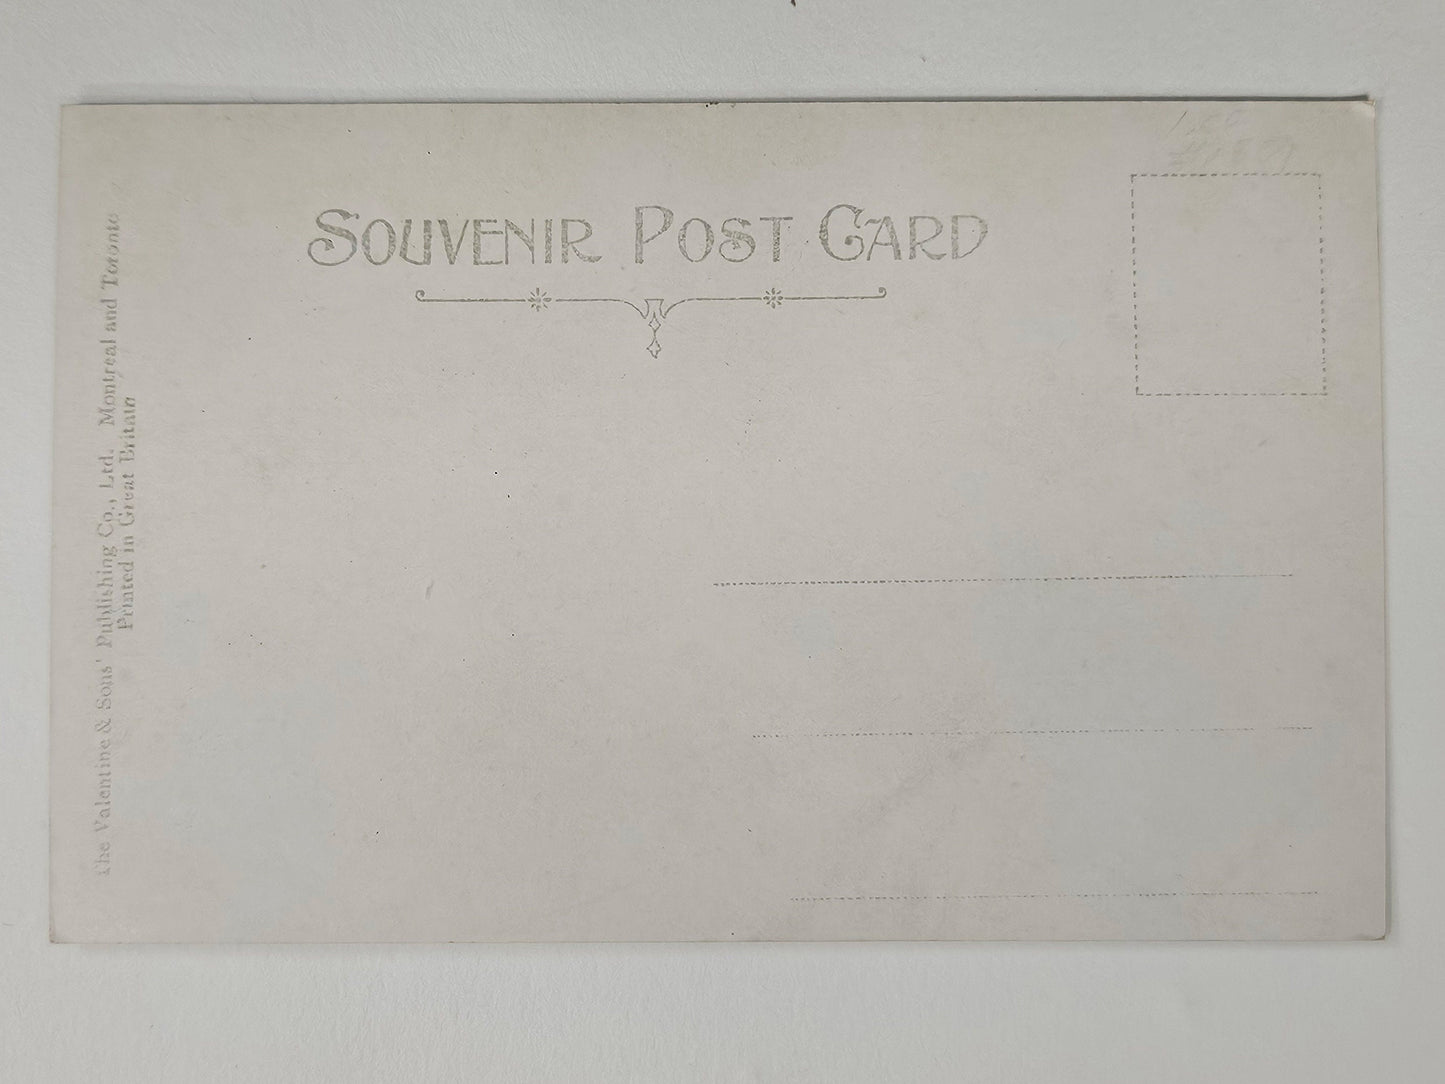 SOUVENIR POST CARD
The Valentine & Sons' Publishing Co., Ltd. Montreal and Toronto
Printed in Great Britain